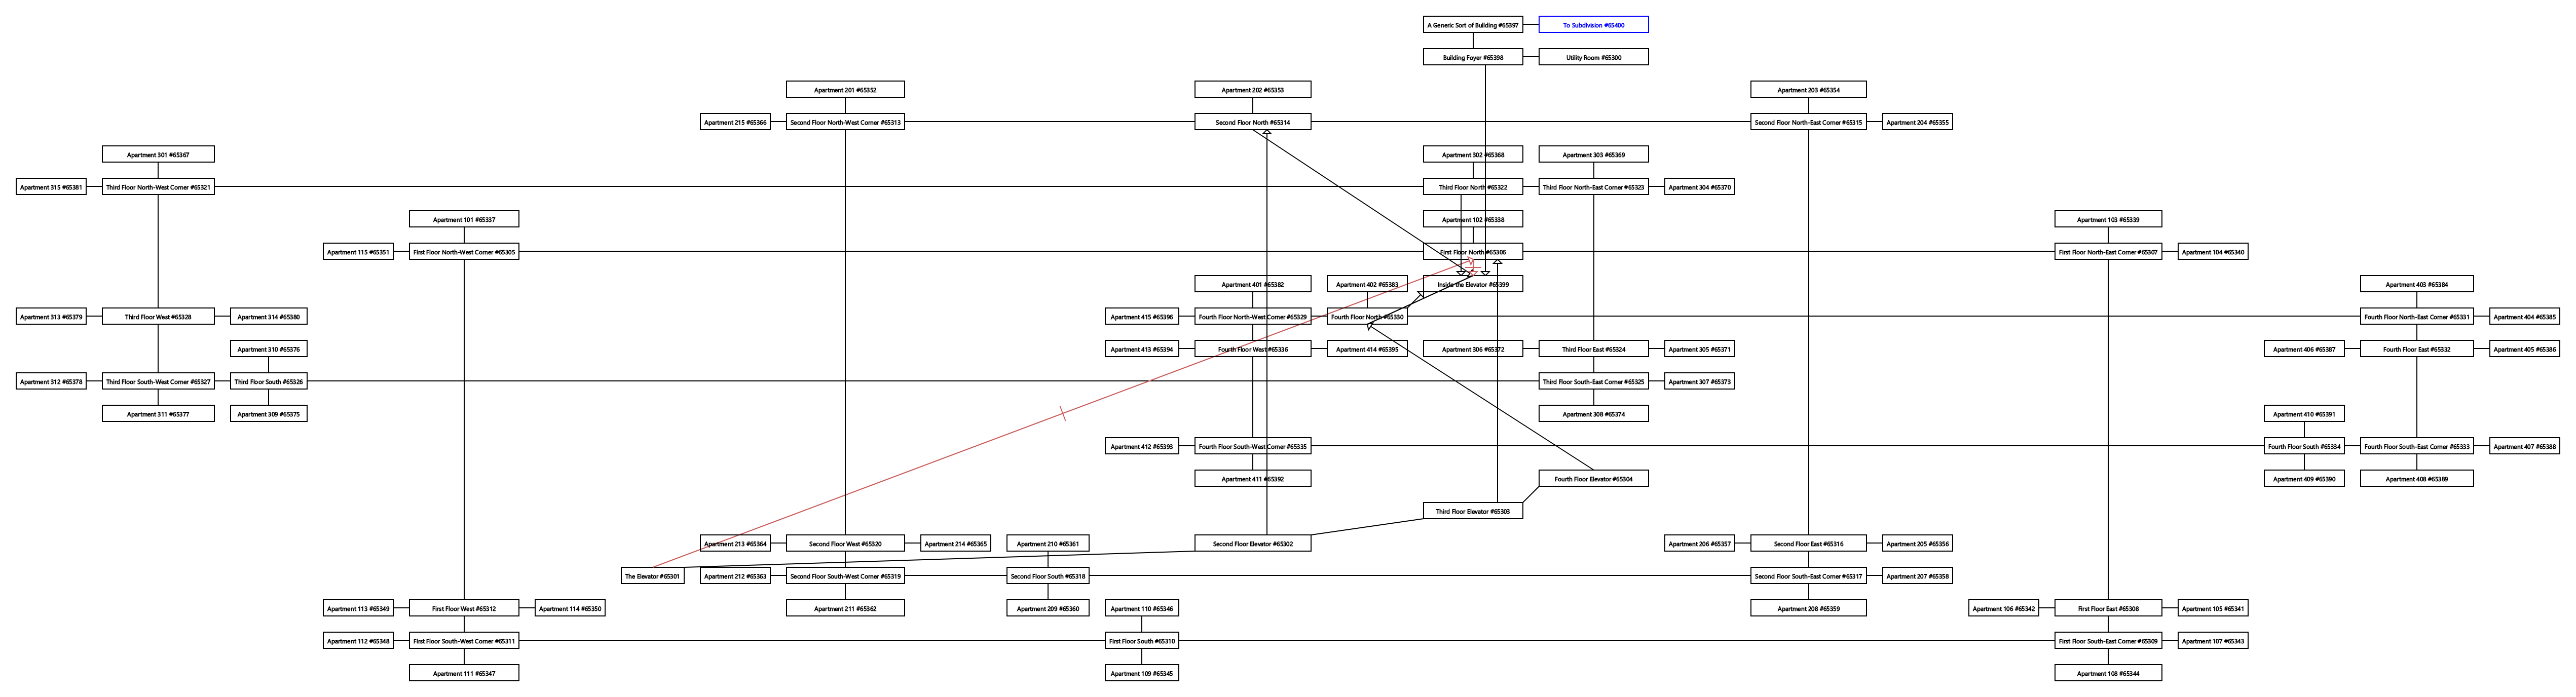 A Generic Sort of Building #65397
To Subdivision #65400
Building Foyer #65398
Utility Room #65300
Apartment 201 #65352
Apartment 202 #65353
Apartment 203 #65354
Apartment 215 #65366
Second Floor North-West Corner #65313
Second Floor North #65314
Second Floor North-East Corner #65315
Apartment 204 #65355
Apartment 301 #65367
Apartment 302 #65368
Apartment 303 #65369
Apartment 315 #65381
Third Floor North-West Corner #65321
Third Floor North #65322
Third Floor North-East Corner #65323
Apartment 304 #65370
Apartment 101 #65337
Apartment 102 #65338
Apartment 103 #65339
Apartment 115 #65351
First Floor North-West Corner #65305
First Floor North #65306
First Floor North-East Corner #65307
Apartment 104 #65340
Apartment 401 #65382
Apartment 402 #65383
Inside the Elevator #65399
Apartment 403 #65384
Apartment 313 #65379
Third Floor West #65328
Apartment 314 #65380
Apartment 415 #65396
Fourth Floor North-West Corner #65329
Fourth Floor North #65330
Fourth Floor North-East Corner #65331
Apartment 404 #65385
Apartment 310 #65376
Apartment 413 #65394
Fourth Floor West #65336
Apartment 414 #65395
Apartment 306 #65372
Third Floor East #65324
Apartment 305 #65371
Apartment 406 #65387
Fourth Floor East #65332
Apartment 405 #65386
Apartment 312 #65378
Third Floor South-West Corner #65327
Third Floor South #65326
Third Floor South-East Corner #65325
Apartment 307 #65373
Apartment 311 #65377
Apartment 309 #65375
Apartment 308 #65374
Apartment 410 #65391
Apartment 412 #65393
Fourth Floor South-West Corner #65335
Fourth Floor South #65334
Fourth Floor South-East Corner #65333
Apartment 407 #65388
Apartment 411 #65392
Fourth Floor Elevator #65304
Apartment 409 #65390
Apartment 408 #65389
Third Floor Elevator #65303
Apartment 213 #65364
Second Floor West #65320
Apartment 214 #65365
Apartment 210 #65361
Second Floor Elevator #65302
Apartment 206 #65357
Second Floor East #65316
Apartment 205 #65356
The Elevator #65301
Apartment 212 #65363
Second Floor South-West Corner #65319
Second Floor South #65318
Second Floor South-East Corner #65317
Apartment 207 #65358
Apartment 113 #65349
First Floor West #65312
Apartment 114 #65350
Apartment 211 #65362
Apartment 209 #65360
Apartment 110 #65346
Apartment 208 #65359
Apartment 106 #65342
First Floor East #65308
Apartment 105 #65341
Apartment 112 #65348
First Floor South-West Corner #65311
First Floor South #65310
First Floor South-East Corner #65309
Apartment 107 #65343
Apartment 111 #65347
Apartment 109 #65345
Apartment 108 #65344